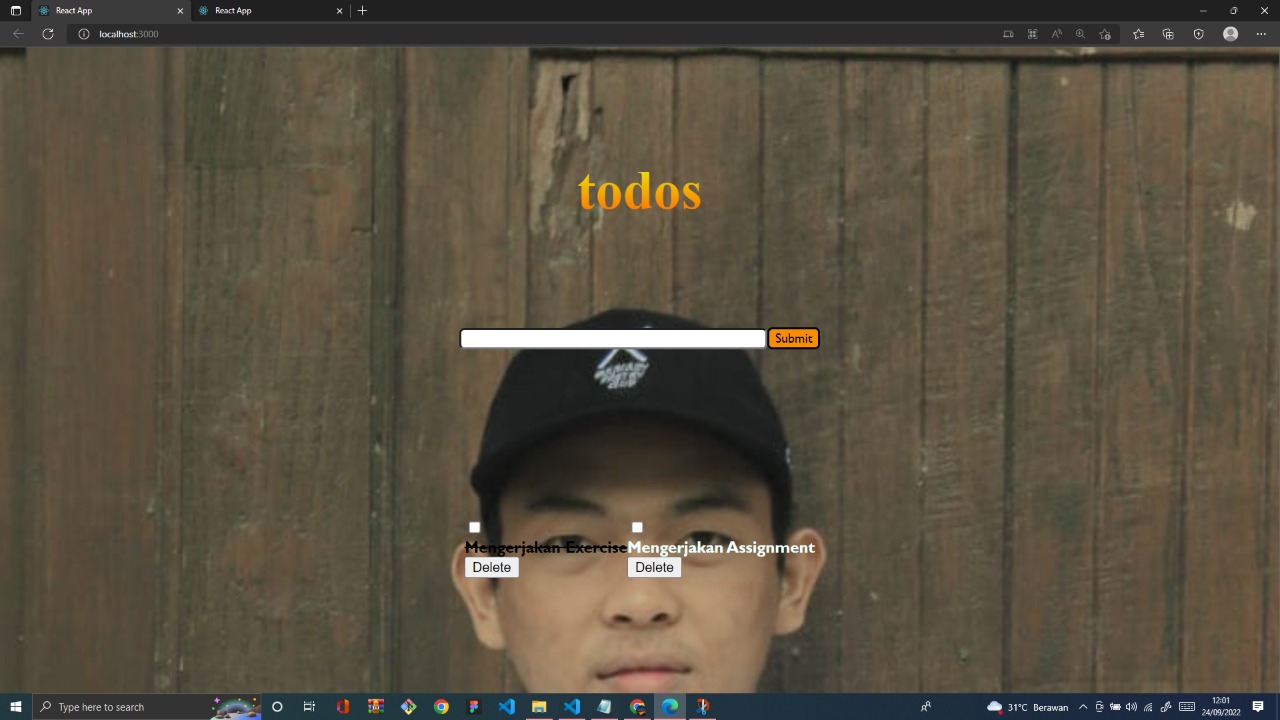 React App
React App
localhost:3000
todos
Submit
Mengerjakan Exercise
Mengerjakan Assignment
Delete
Delete
Type here to search
31°C Berawan
12:01
24/09/2022